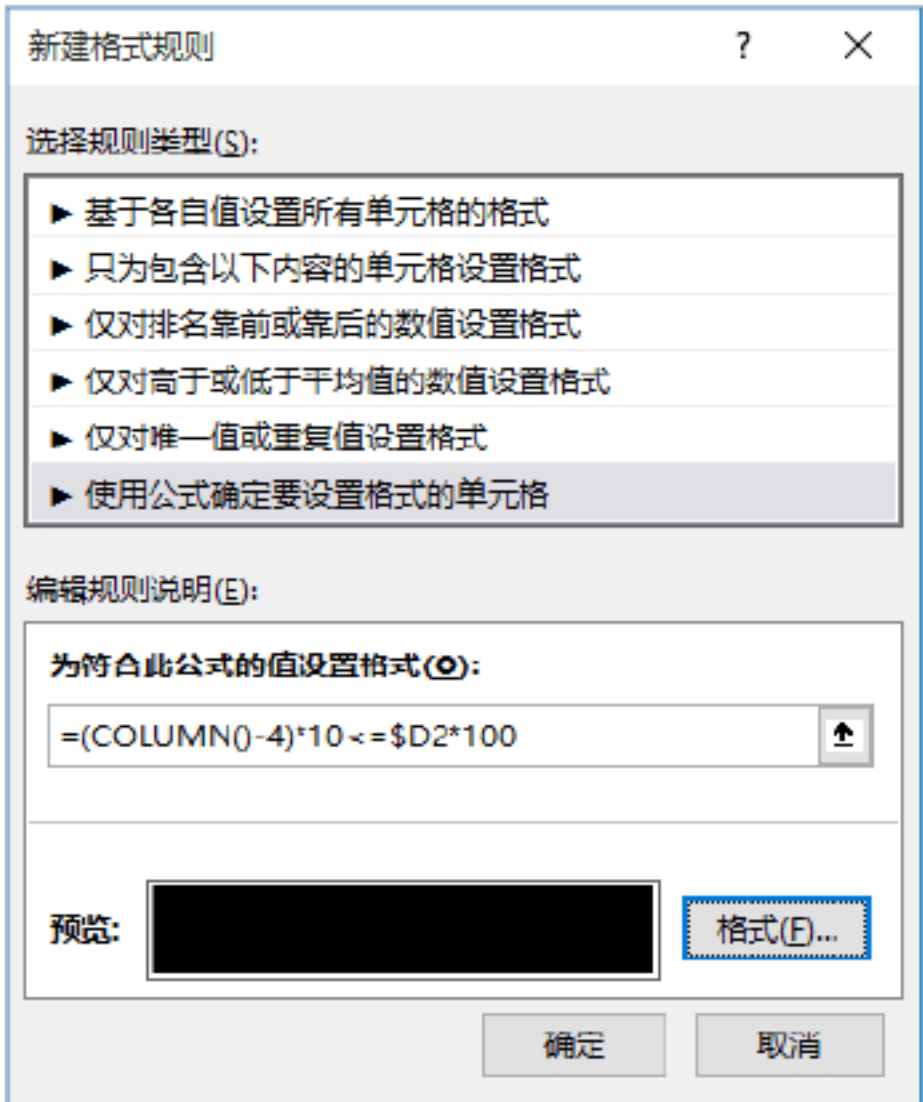 新建格式规则 ?
选择规则类型(S):
► 基于各自值设置所有单元格的格式
► 只为包含以下内容的单元格设置格式
► 仅对排名靠前或靠后的数值设置格式
► 仅对高于或低于平均值的数值设置格式
► 仅对唯一值或重复值设置格式
► 使用公式确定要设置格式的单元格
编辑规则说明(E):
为符合此公式的值设置格式(O):
=(COLUMN()-4)*10<=$D2*100
预览:
格式(F)...
确定 取消